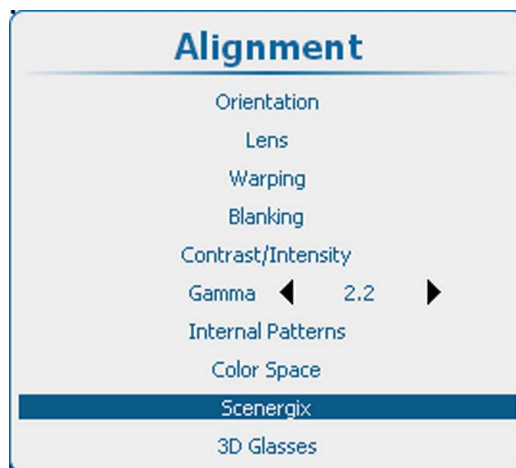 Alignment
Orientation
Lens
Warping
Blanking
Contrast/Intensity
Gamma 2.2
Internal Patterns
Color Space
Scenergix
3D Glasses